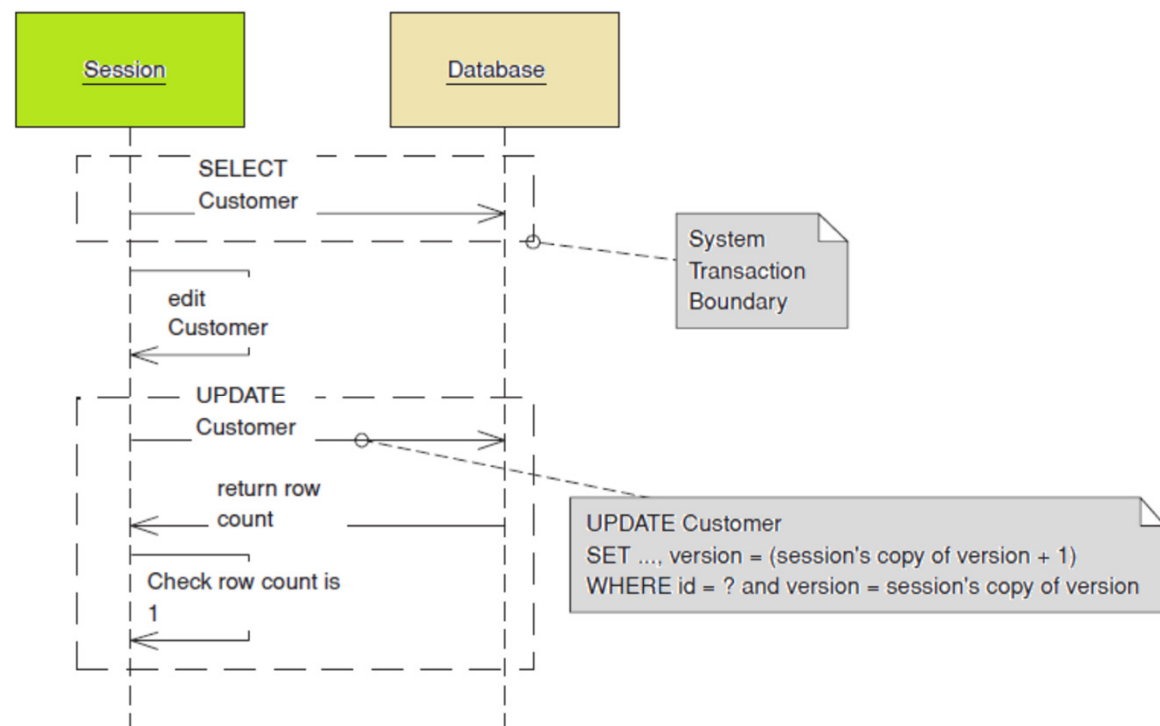 Session
Database
SELECT
Customer
System
Transaction
Boundary
edit
Customer
UPDATE
Customer
return row
count
UPDATE Customer
SET ..., version = (session's copy of version + 1)
WHERE id = ? and version = session's copy of version
Check row count is
1